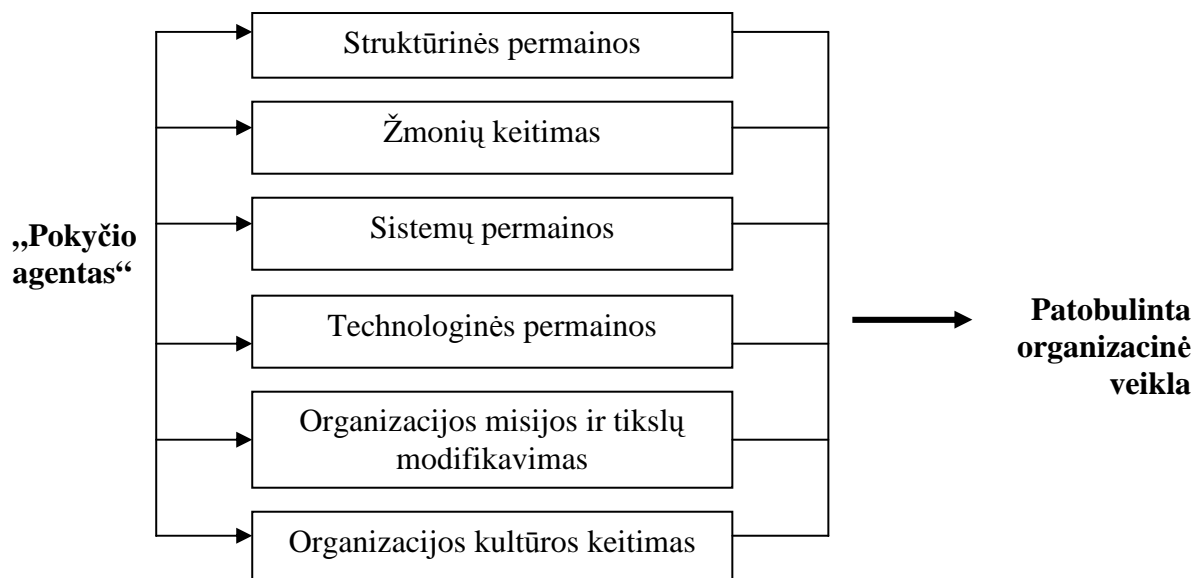 Struktūrinės permainos
Žmonių keitimas
Sistemų permainos
„Pokyčio
agentas“
Technologinės permainos
Patobulinta
organizacinė
veikla
Organizacijos misijos ir tikslų
modifikavimas
Organizacijos kultūros keitimas